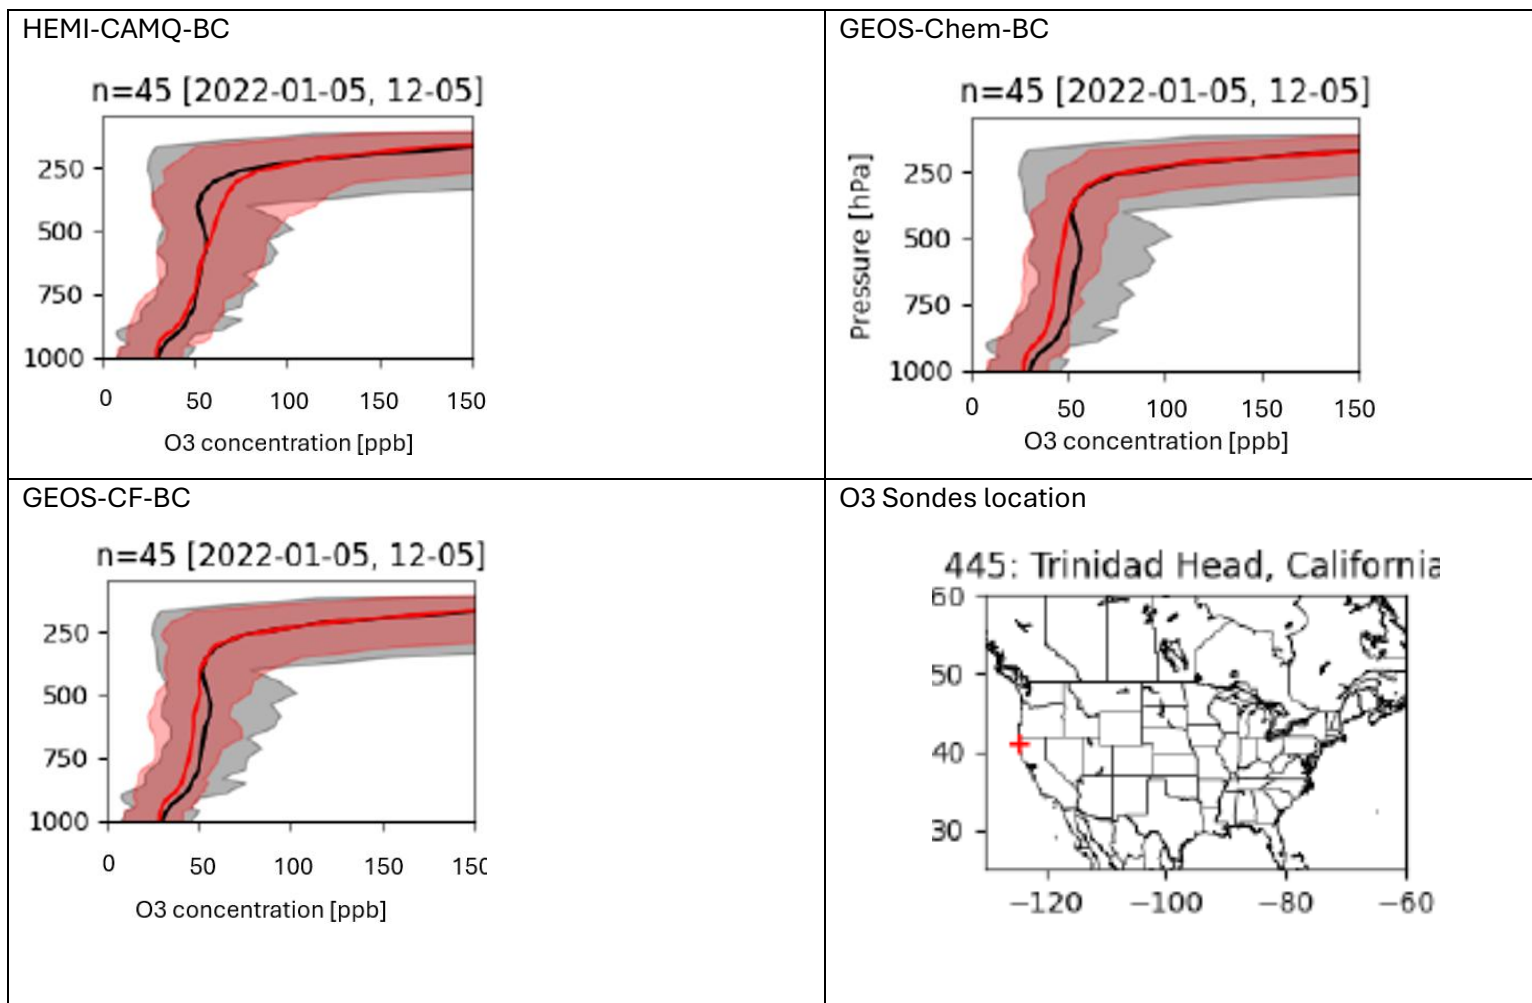 HEMI-CAMQ-BC
n=45 [2022-01-05, 12-05]
250
500
750
1000
0 50 100 150 150
O3 concentration [ppb]
GEOS-Chem-BC
n=45 [2022-01-05, 12-05]
Pressure [hPa]
250
500
750
1000
0 50 100 150 150
O3 concentration [ppb]
GEOS-CF-BC
n=45 [2022-01-05, 12-05]
250
500
750
1000
0 50 100 150 150
O3 concentration [ppb]
O3 Sondes location
445: Trinidad Head, California
60
50
40
30
−120 −100 −80 −60